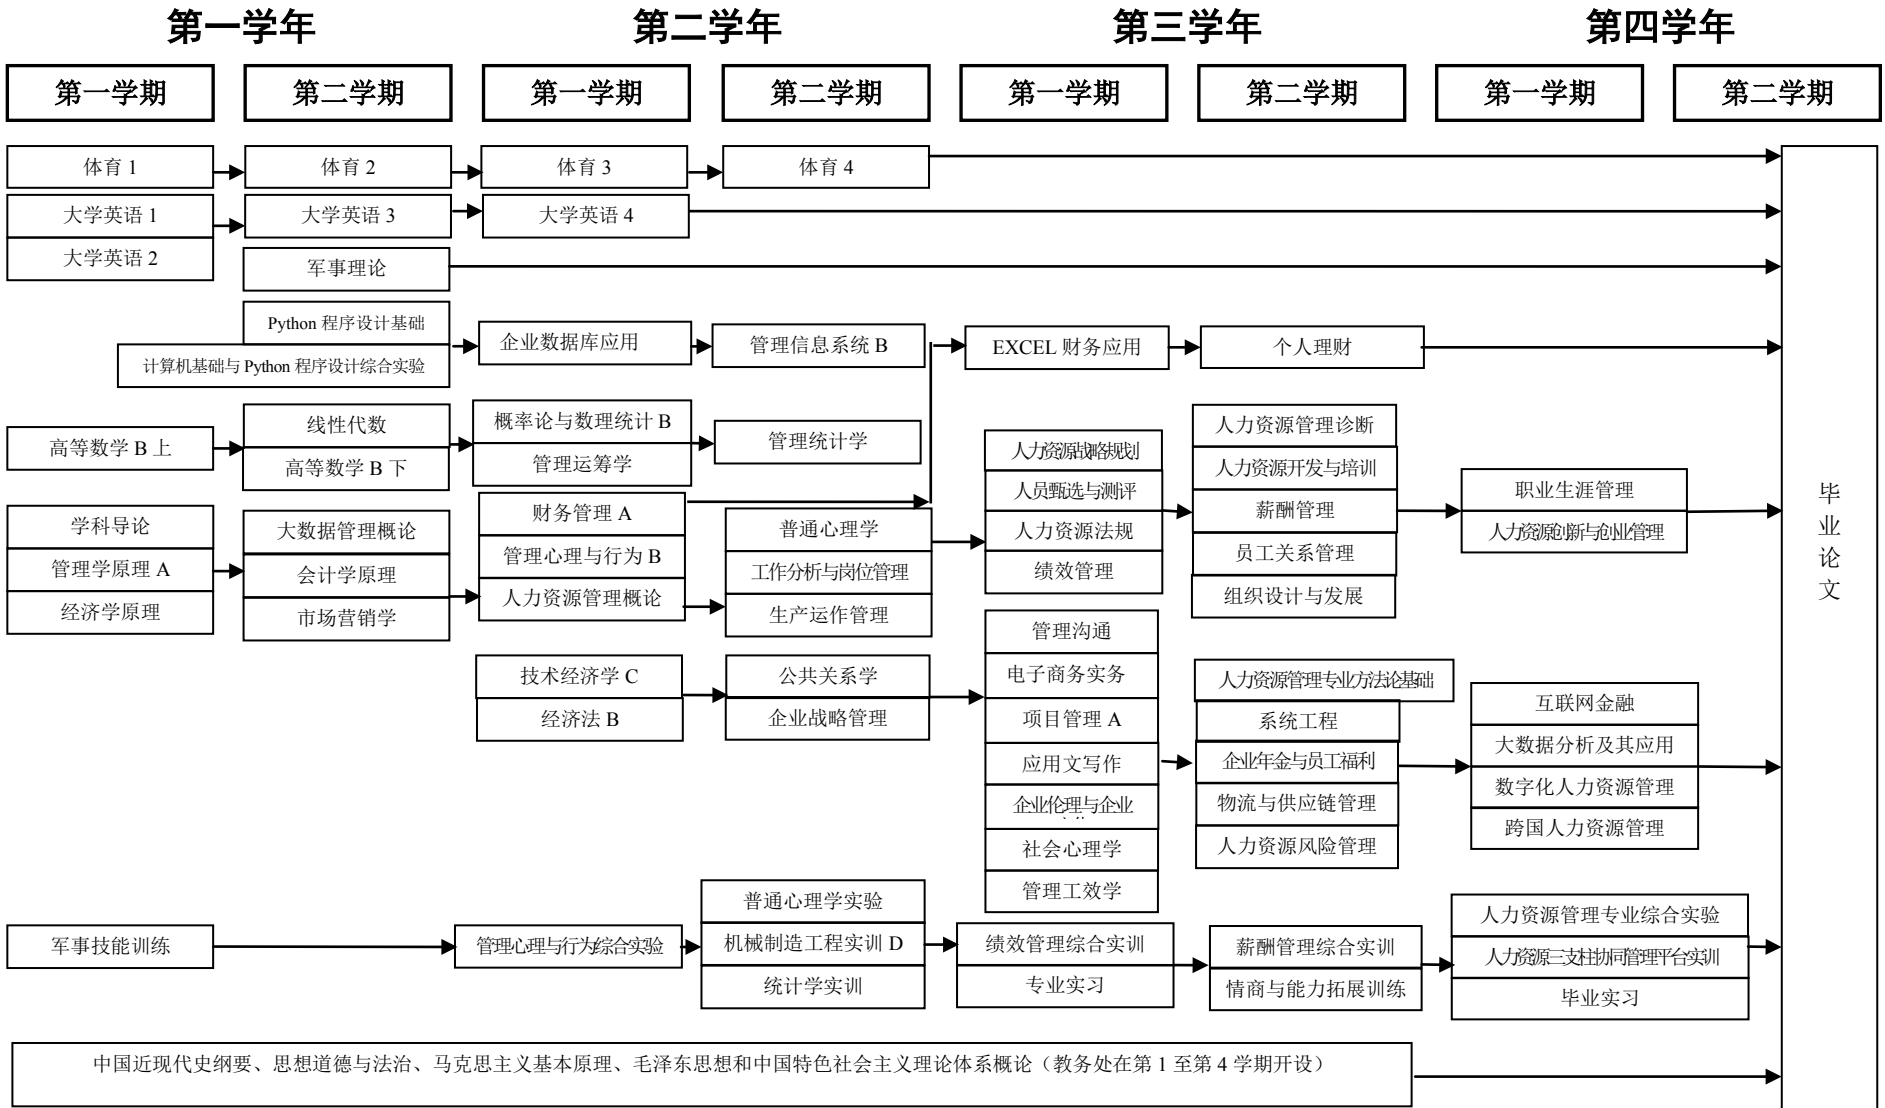 第一学年
第二学年
第三学年
第四学年
第一学期
第二学期
第一学期
第二学期
第一学期
第二学期
第一学期
第二学期
体育 1
体育 2
体育 3
体育 4
大学英语 1
大学英语 3
大学英语 4
大学英语 2
军事理论
Python 程序设计基础
计算机基础与 Python 程序设计综合实验
企业数据库应用
管理信息系统 B
EXCEL 财务应用
个人理财
高等数学 B 上
线性代数
高等数学 B 下
概率论与数理统计 B
管理运筹学
管理统计学
学科导论
管理学原理 A
经济学原理
大数据管理概论
会计学原理
市场营销学
财务管理 A
管理心理与行为 B
人力资源管理概论
普通心理学
工作分析与岗位管理
生产运作管理
人力资源战略规划
人员甄选与测评
人力资源法规
绩效管理
人力资源管理诊断
人力资源开发与培训
薪酬管理
员工关系管理
组织设计与发展
职业生涯管理
人力资源创新与创业管理
技术经济学 C
经济法 B
公共关系学
企业战略管理
管理沟通
电子商务实务
项目管理 A
应用文写作
企业伦理与企业
社会心理学
管理工效学
人力资源管理专业方法论基础
系统工程
企业年金与员工福利
物流与供应链管理
人力资源风险管理
互联网金融
大数据分析及其应用
数字化人力资源管理
跨国人力资源管理
军事技能训练
管理心理与行为综合实验
普通心理学实验
机械制造工程实训 D
统计学实训
绩效管理综合实训
专业实习
薪酬管理综合实训
情商与能力拓展训练
人力资源管理专业综合实验
人力资源三支柱协同管理平台实训
毕业实习
毕业论文
中国近现代史纲要、思想道德与法治、马克思主义基本原理、毛泽东思想和中国特色社会主义理论体系概论（教务处在第 1 至第 4 学期开设）